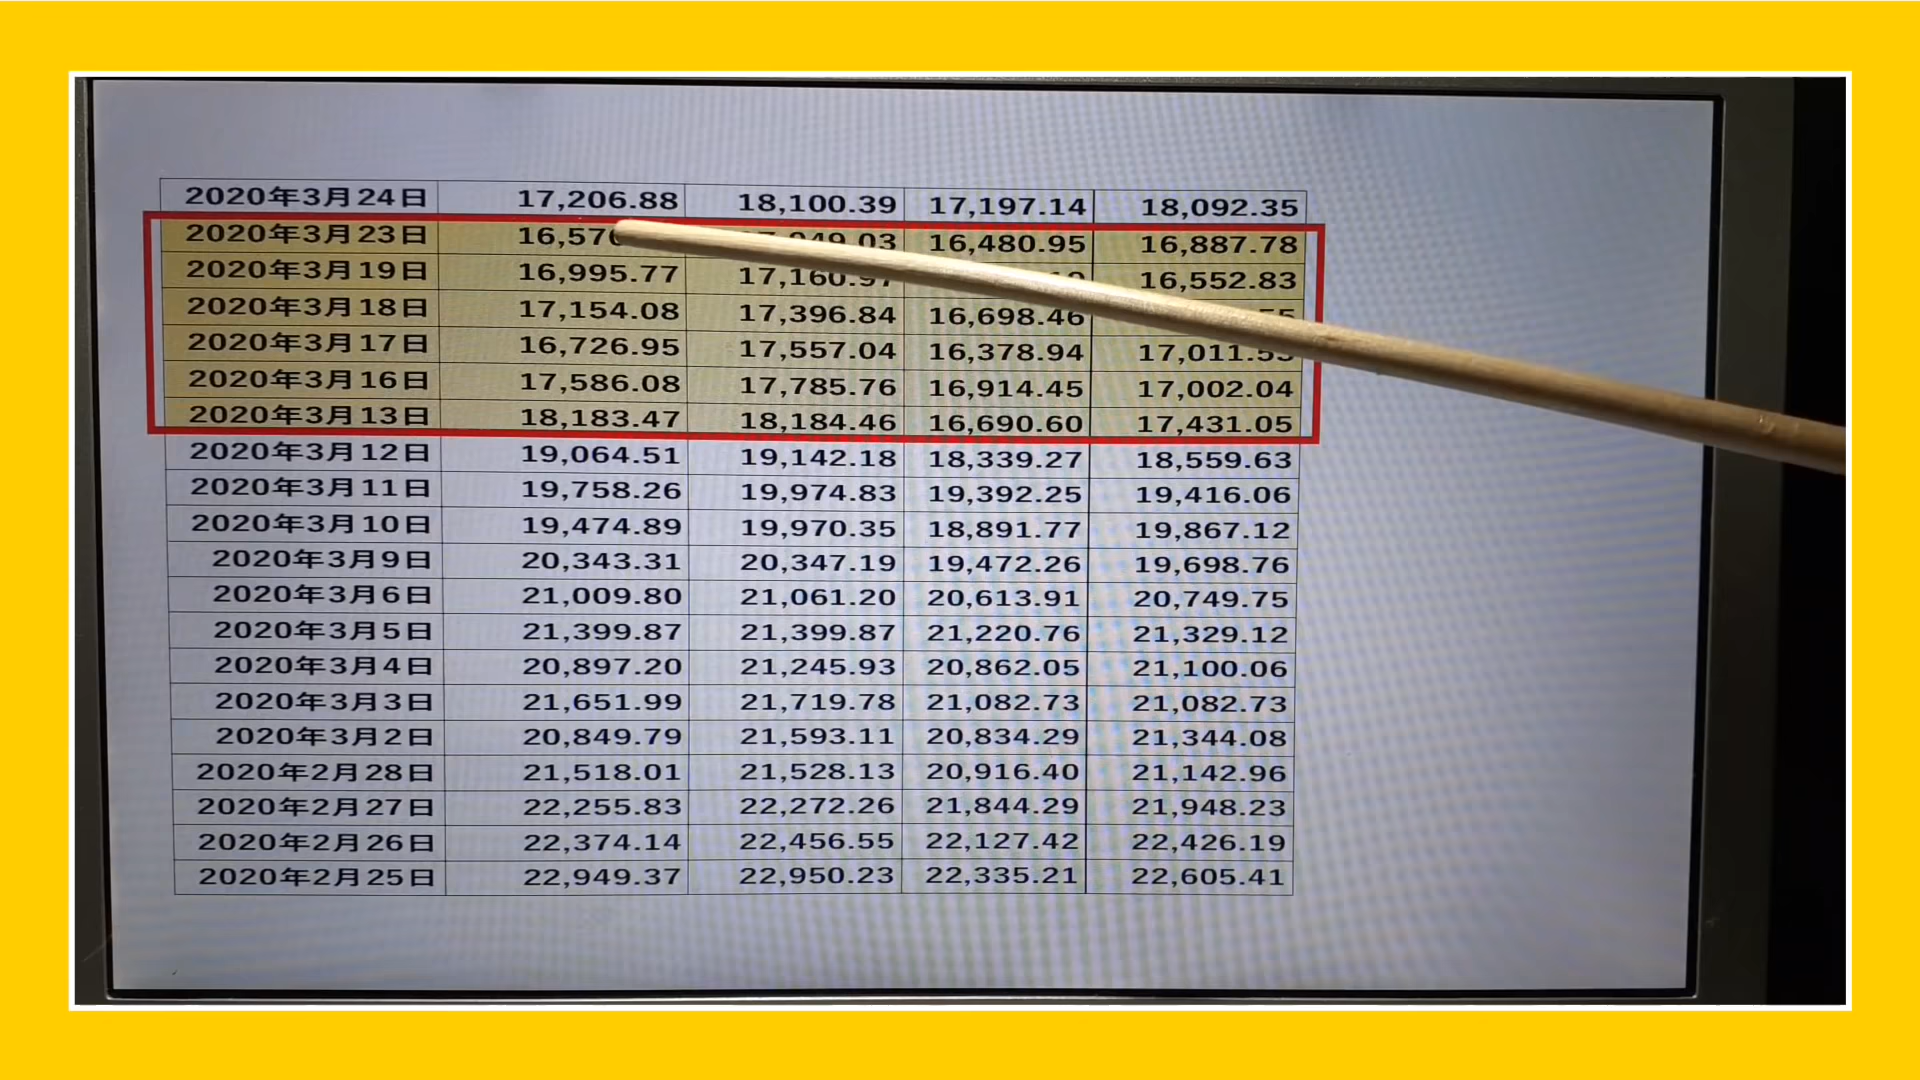 2020年3月24日 17,206.88 18,100.39 17,197.14 18,092.35
2020年3月23日 16,480.95 16,887.78
2020年3月19日 16,995.77 16,552.83
2020年3月18日 17,154.08 17,396.84 16,698.46
2020年3月17日 16,726.95 17,557.04 16,378.94
2020年3月16日 17,586.08 17,785.76 16,914.45 17,002.04
2020年3月13日 18,183.47 18,184.46 16,690.60 17,431.05
2020年3月12日 19,064.51 19,142.18 18,339.27 18,559.63
2020年3月11日 19,758.26 19,974.83 19,392.25 19,416.06
2020年3月10日 19,474.89 19,970.35 18,891.77 19,867.12
2020年3月9日 20,343.31 20,347.19 19,472.26 19,698.76
2020年3月6日 21,009.80 21,061.20 20,613.91 20,749.75
2020年3月5日 21,399.87 21,399.87 21,220.76 21,329.12
2020年3月4日 20,897.20 21,245.93 20,862.05 21,100.06
2020年3月3日 21,651.99 21,719.78 21,082.73 21,082.73
2020年3月2日 20,849.79 21,593.11 20,834.29 21,344.08
2020年2月28日 21,518.01 21,528.13 20,916.40 21,142.96
2020年2月27日 22,255.83 22,272.26 21,844.29 21,948.23
2020年2月26日 22,374.14 22,456.55 22,127.42 22,426.19
2020年2月25日 22,949.37 22,950.23 22,335.21 22,605.41